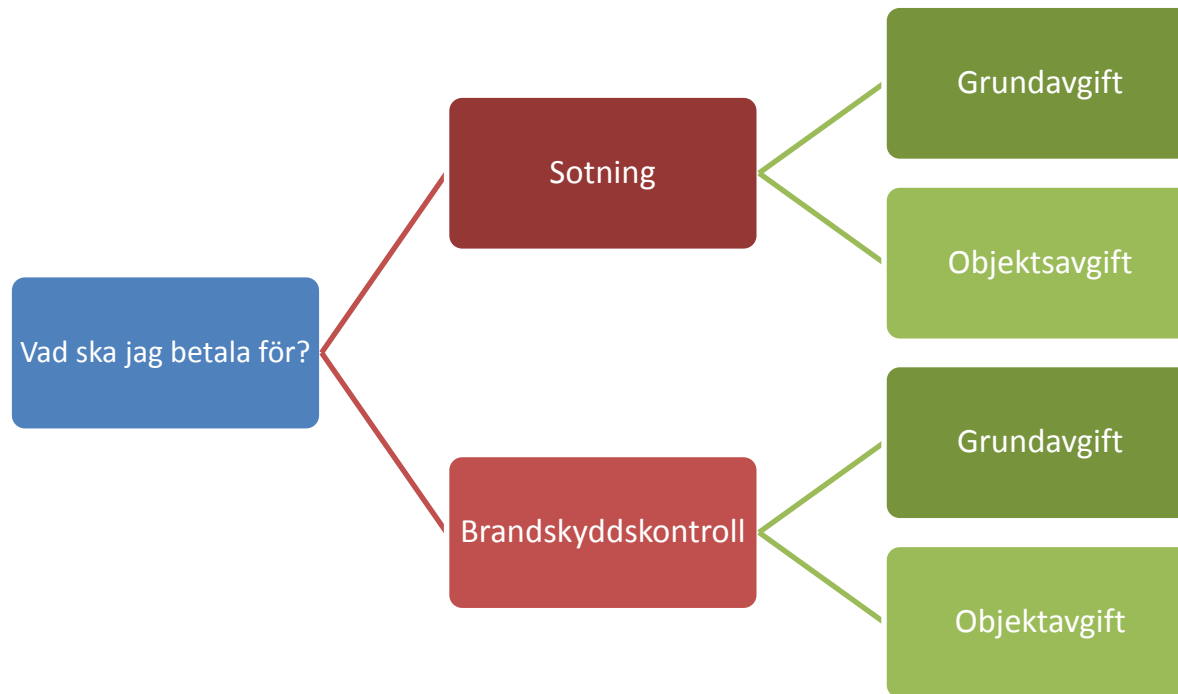 Vad ska jag betala för?
Sotning
Grundavgift
Objektsavgift
Brandskyddskontroll
Grundavgift
Objektavgift